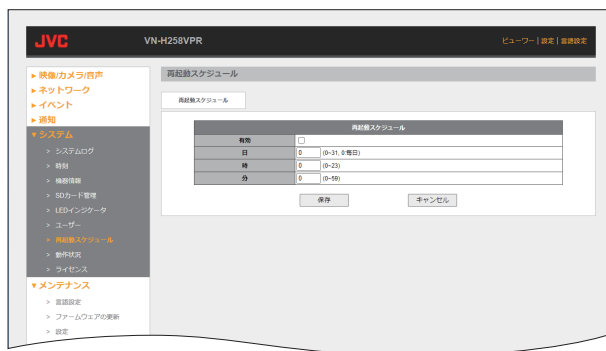 JVC
VN-H258VPR
ビューワー | 設定 | 言語設定
▶ 映像/カメラ/音声
▶ ネットワーク
▶ イベント
▶ 通知
▼ システム
> システムログ
> 時刻
> 機器情報
> SDカード管理
> LEDインジケータ
> ユーザー
> 再起動スケジュール
> 動作状況
> ライセンス
▼ メンテナンス
> 言語設定
> ファームウェアの更新
> 設定
再起動スケジュール
再起動スケジュール
再起動スケジュール
有効
日 0 (0~31, 0:毎日)
時 0 (0~23)
分 0 (0~59)
保存 キャンセル